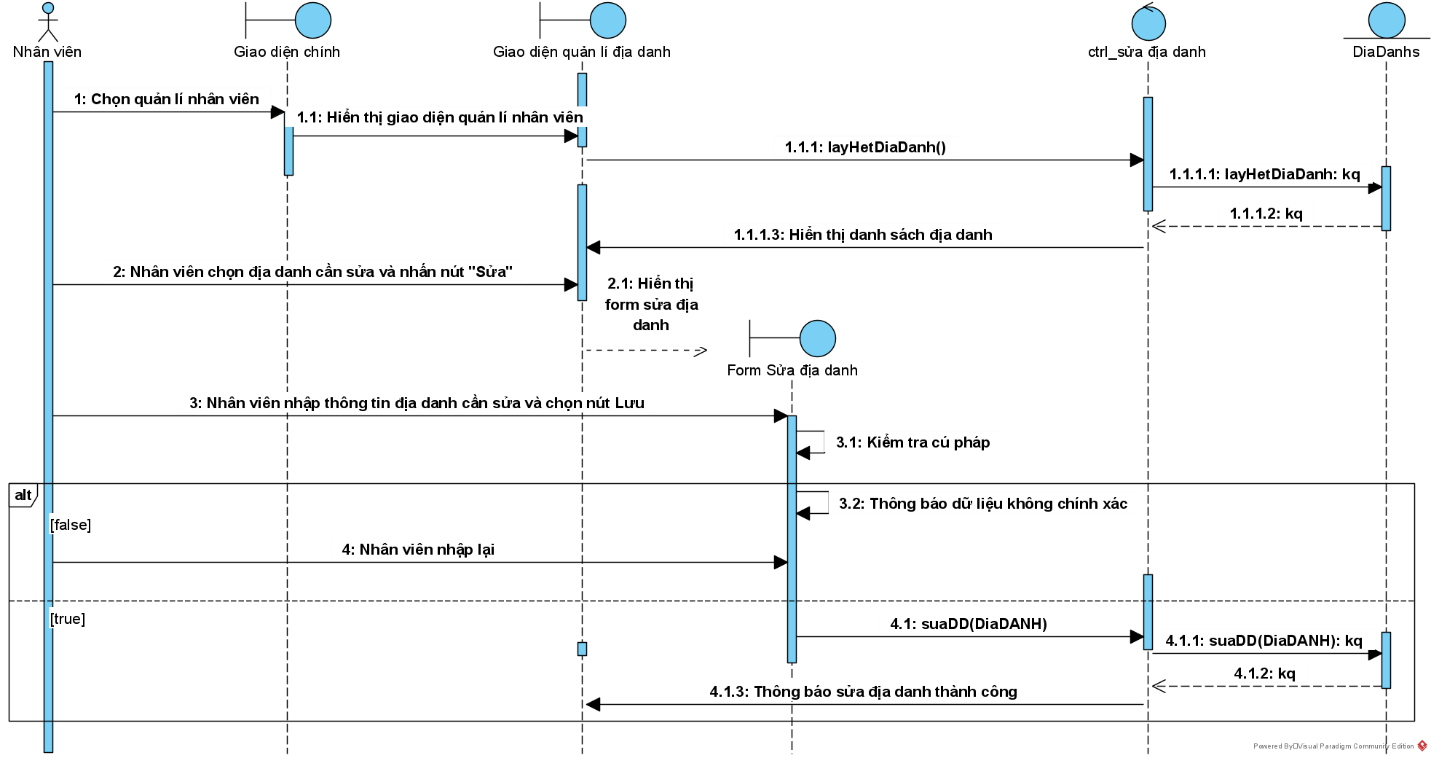 Nhân viên
Giao diện chính
Giao diện quản lí địa danh
ctrl_sửa địa danh
DiaDanhs
1: Chọn quản lí nhân viên
1.1: Hiển thị giao diện quản lí nhân viên
1.1.1: layHetDiaDanh()
1.1.1.1: layHetDiaDanh: kq
1.1.1.2: kq
1.1.1.3: Hiển thị danh sách địa danh
2: Nhân viên chọn địa danh cần sửa và nhấn nút "Sửa"
2.1: Hiển thị
form sửa địa
danh
Form Sửa địa danh
3: Nhân viên nhập thông tin địa danh cần sửa và chọn nút Lưu
3.1: Kiểm tra cú pháp
alt
3.2: Thông báo dữ liệu không chính xác
[false]
4: Nhân viên nhập lại
[true]
4.1: suaDD(DiaDANH)
4.1.1: suaDD(DiaDANH): kq
4.1.2: kq
4.1.3: Thông báo sửa địa danh thành công
Powered By Visual Paradigm Community Edition